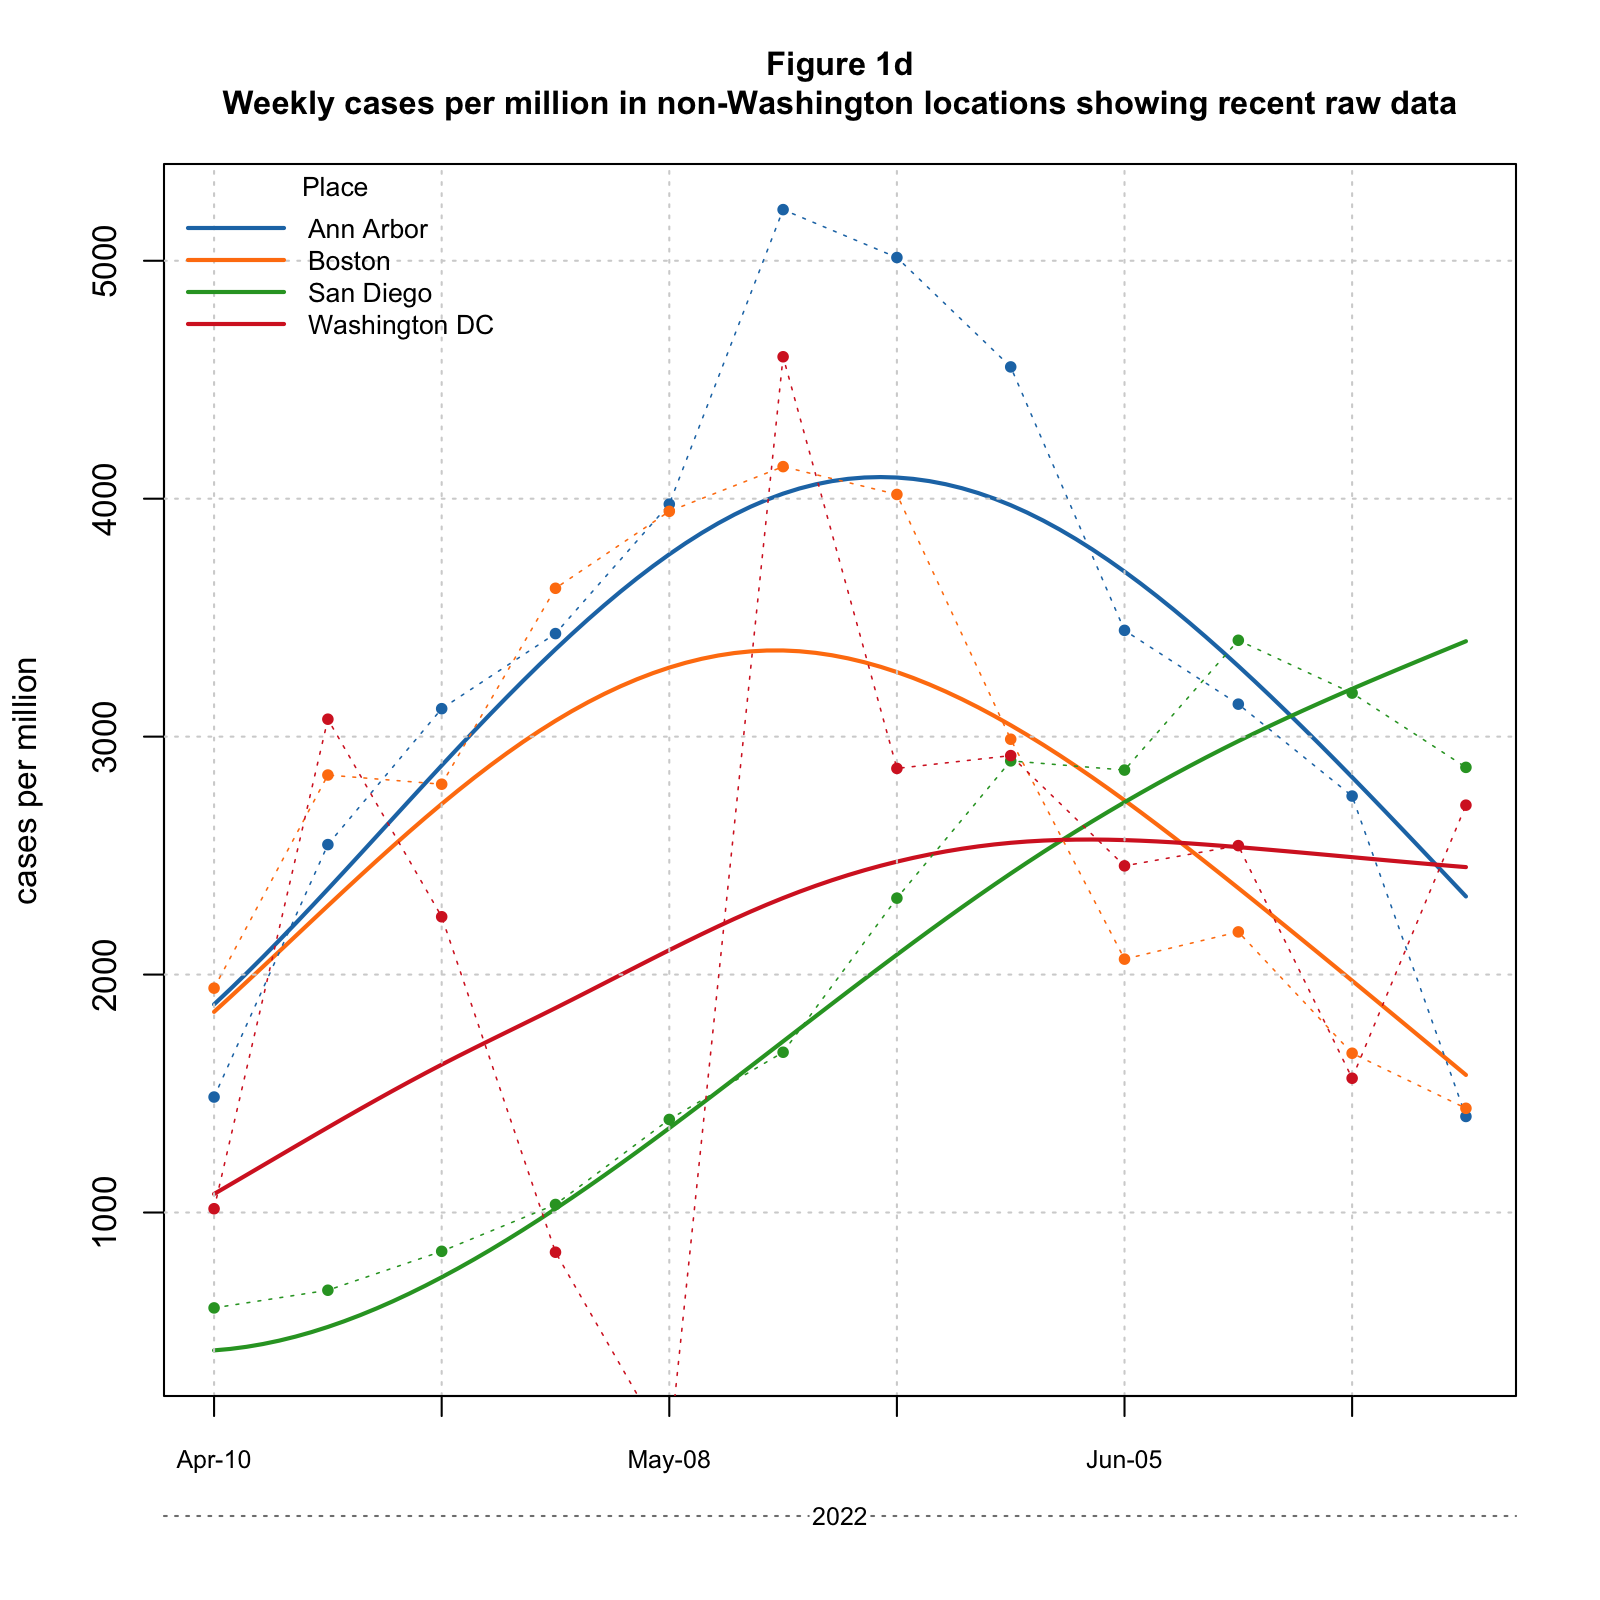 Figure 1d
Weekly cases per million in non-Washington locations showing recent raw data
Place
Ann Arbor
Boston
San Diego
Washington DC
cases per million
5000
4000
3000
2000
1000
Apr-10 May-08 Jun-05
2022